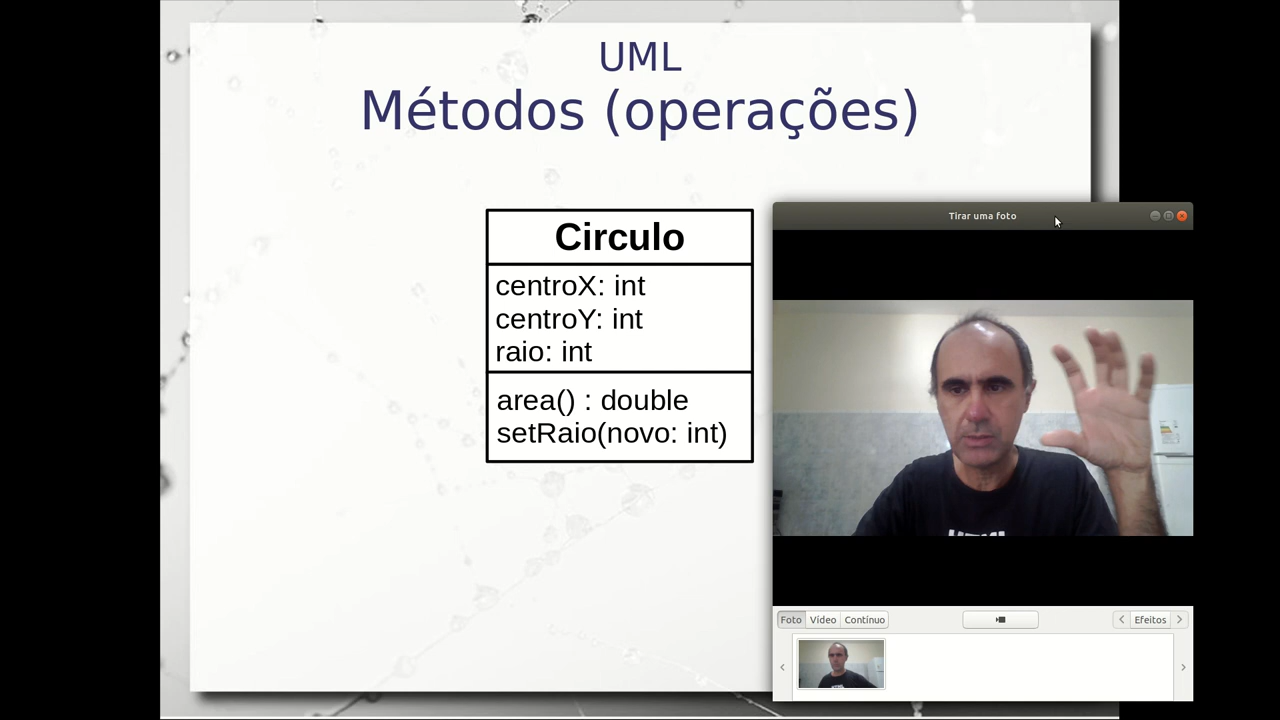 UML
Métodos (operações)
Circulo
centroX: int
centroY: int
raio: int
area() : double
setRaio(novo: int)
Tirar uma foto
Foto
Vídeo
Contínuo
Efeitos